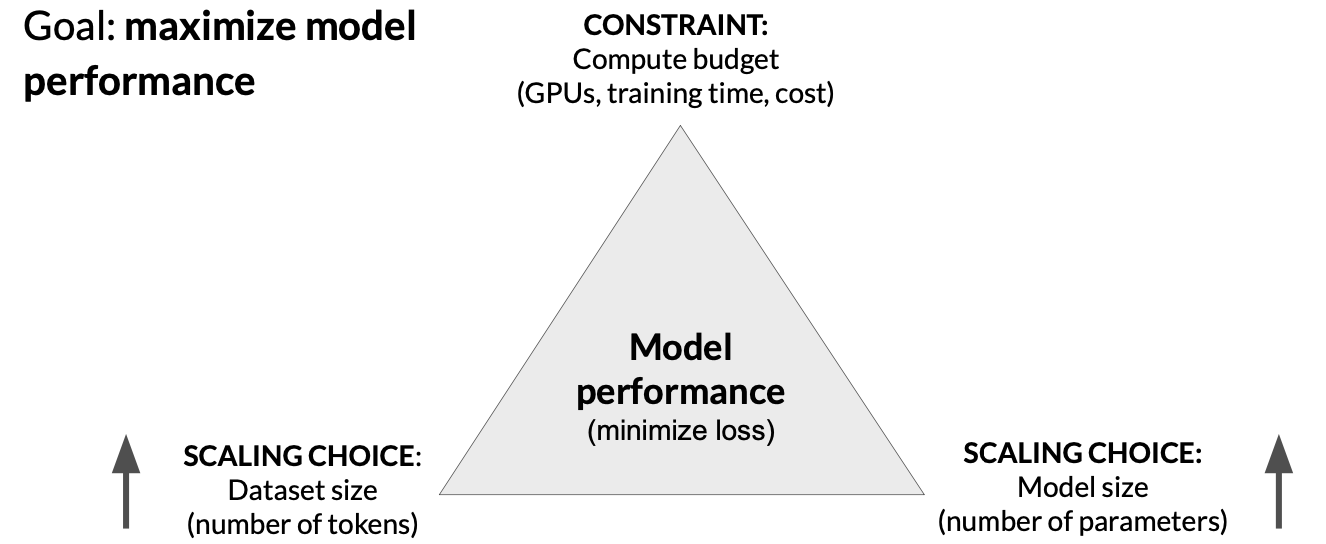 Goal: maximize model
performance
CONSTRAINT:
Compute budget
(GPUs, training time, cost)
Model
performance
(minimize loss)
SCALING CHOICE:
Dataset size
(number of tokens)
SCALING CHOICE:
Model size
(number of parameters)